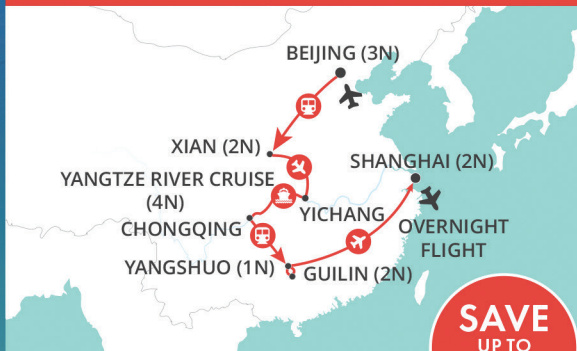 BEIJING (3N)
XIAN (2N)
YANGTZE RIVER CRUISE
(4N)
CHONGQING
YICHANG
SHANGHAI (2N)
OVERNIGHT
FLIGHT
YANGSHUO (1N)
GUILIN (2N)
SAVE
UP TO